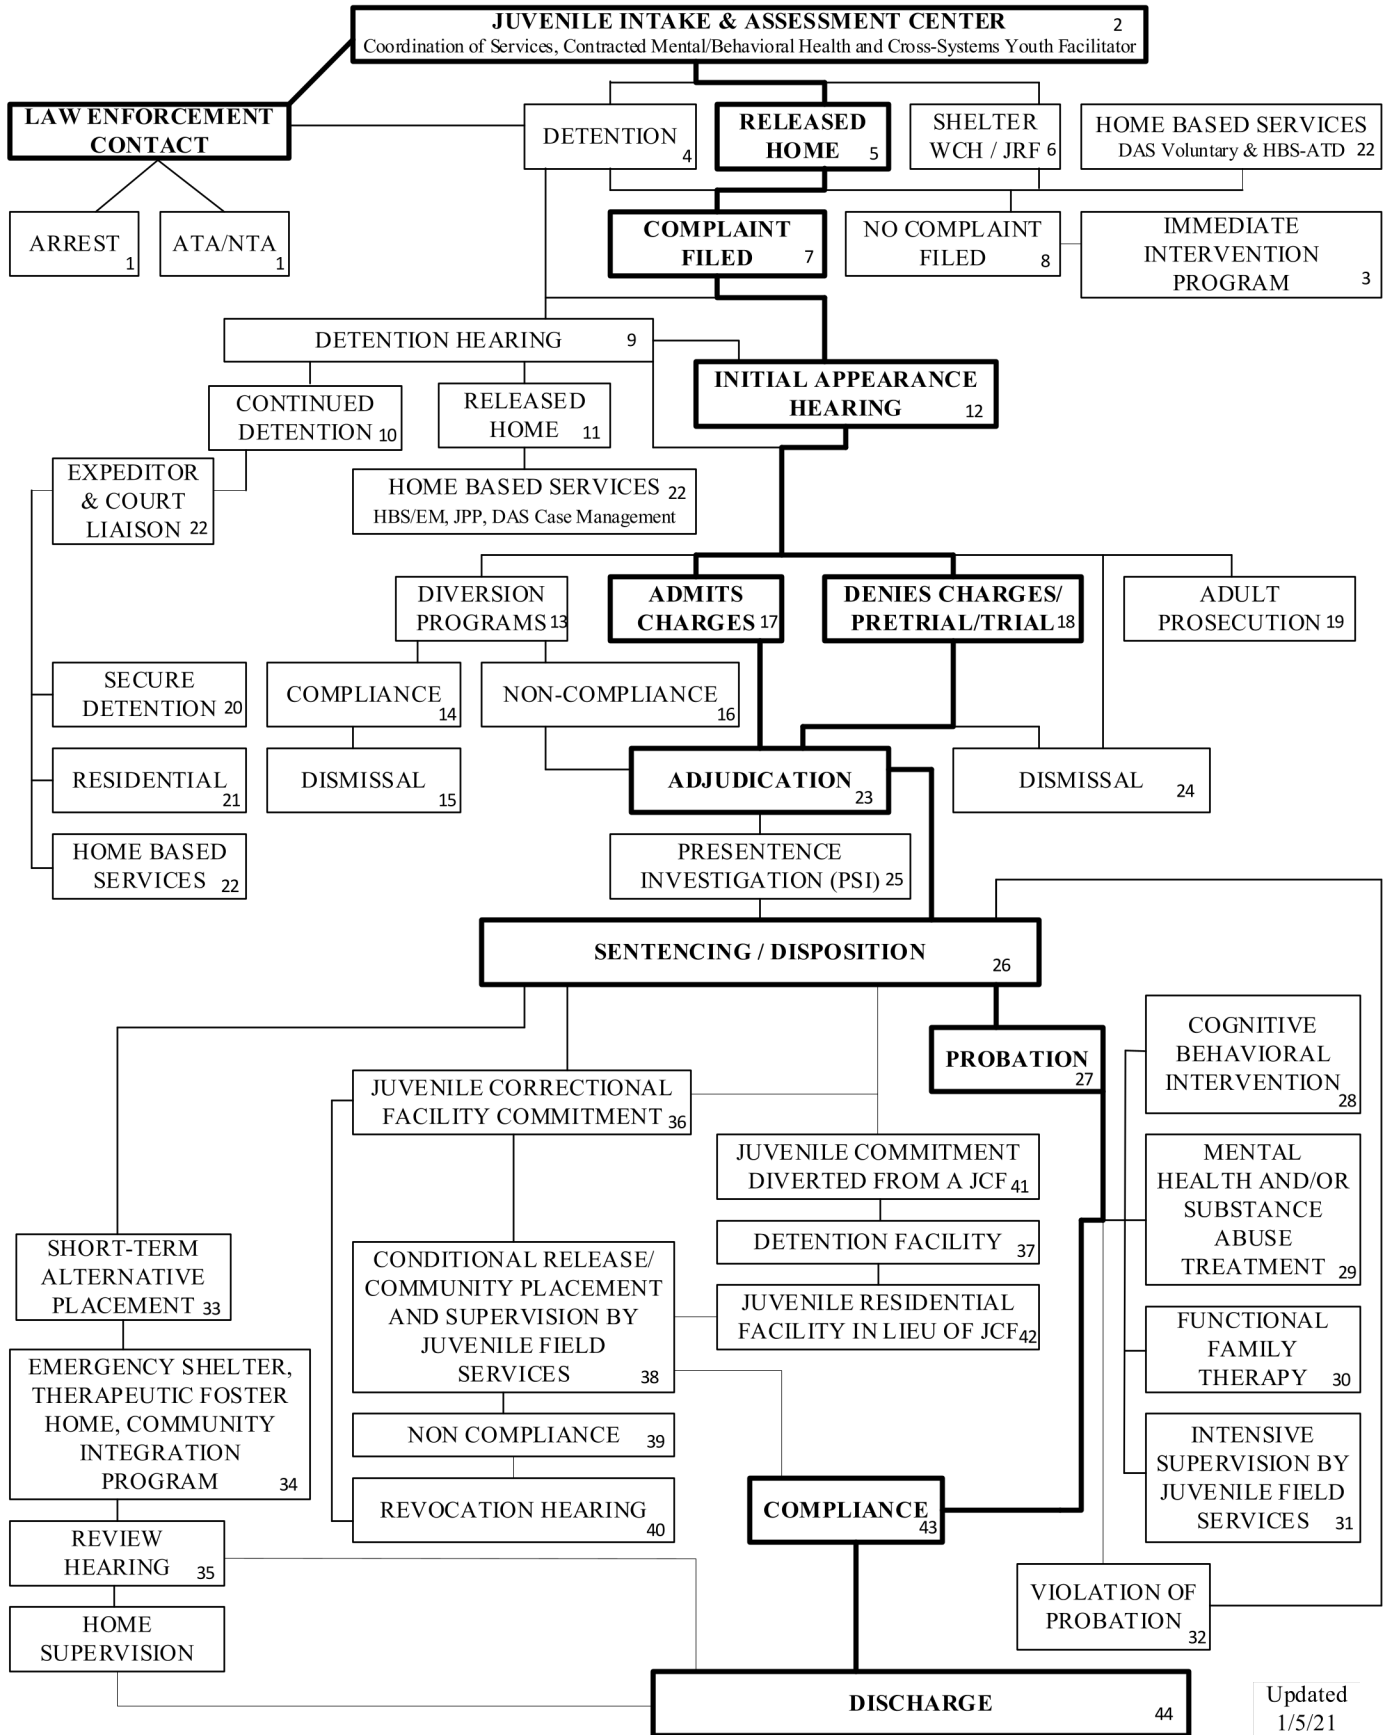 JUVENILE INTAKE & ASSESSMENT CENTER 2
Coordination of Services, Contracted Mental/Behavioral Health and Cross-Systems Youth Facilitator
LAW ENFORCEMENT
CONTACT
DETENTION
4
RELEASED
HOME 5
SHELTER
WCH / JRF 6
HOME BASED SERVICES
DAS Voluntary & HBS-ATD 22
ARREST
1
ATA/NTA
1
COMPLAINT
FILED 7
NO COMPLAINT
FILED 8
IMMEDIATE
INTERVENTION
PROGRAM 3
DETENTION HEARING 9
INITIAL APPEARANCE
HEARING 12
CONTINUED
DETENTION 10
RELEASED
HOME 11
EXPEDITOR
& COURT
LIAISON 22
HOME BASED SERVICES 22
HBS/EM, JPP, DAS Case Management
DIVERSION
PROGRAMS 13
ADMITS
CHARGES 17
DENIES CHARGES/
PRETRIAL/TRIAL 18
ADULT
PROSECUTION 19
SECURE
DETENTION 20
COMPLIANCE
14
NON-COMPLIANCE
16
RESIDENTIAL
21
DISMISSAL
15
ADJUDICATION
23
DISMISSAL
24
HOME BASED
SERVICES 22
PRESENTENCE
INVESTIGATION (PSI) 25
SENTENCING / DISPOSITION
26
PROBATION
27
COGNITIVE
BEHAVIORAL
INTERVENTION
28
JUVENILE CORRECTIONAL
FACILITY COMMITMENT 36
JUVENILE COMMITMENT
DIVERTED FROM A JCF 41
MENTAL
HEALTH AND/OR
SUBSTANCE
ABUSE
TREATMENT 29
DETENTION FACILITY 37
SHORT-TERM
ALTERNATIVE
PLACEMENT 33
CONDITIONAL RELEASE/
COMMUNITY PLACEMENT
AND SUPERVISION BY
JUVENILE FIELD
SERVICES 38
JUVENILE RESIDENTIAL
FACILITY IN LIEU OF JCF 42
FUNCTIONAL
FAMILY
THERAPY 30
EMERGENCY SHELTER,
THERAPEUTIC FOSTER
HOME, COMMUNITY
INTEGRATION
PROGRAM 34
NON COMPLIANCE 39
INTENSIVE
SUPERVISION BY
JUVENILE FIELD
SERVICES 31
REVOCATION HEARING
40
COMPLIANCE
43
REVIEW
HEARING 35
VIOLATION OF
PROBATION 32
HOME
SUPERVISION
DISCHARGE
44
Updated
1/5/21